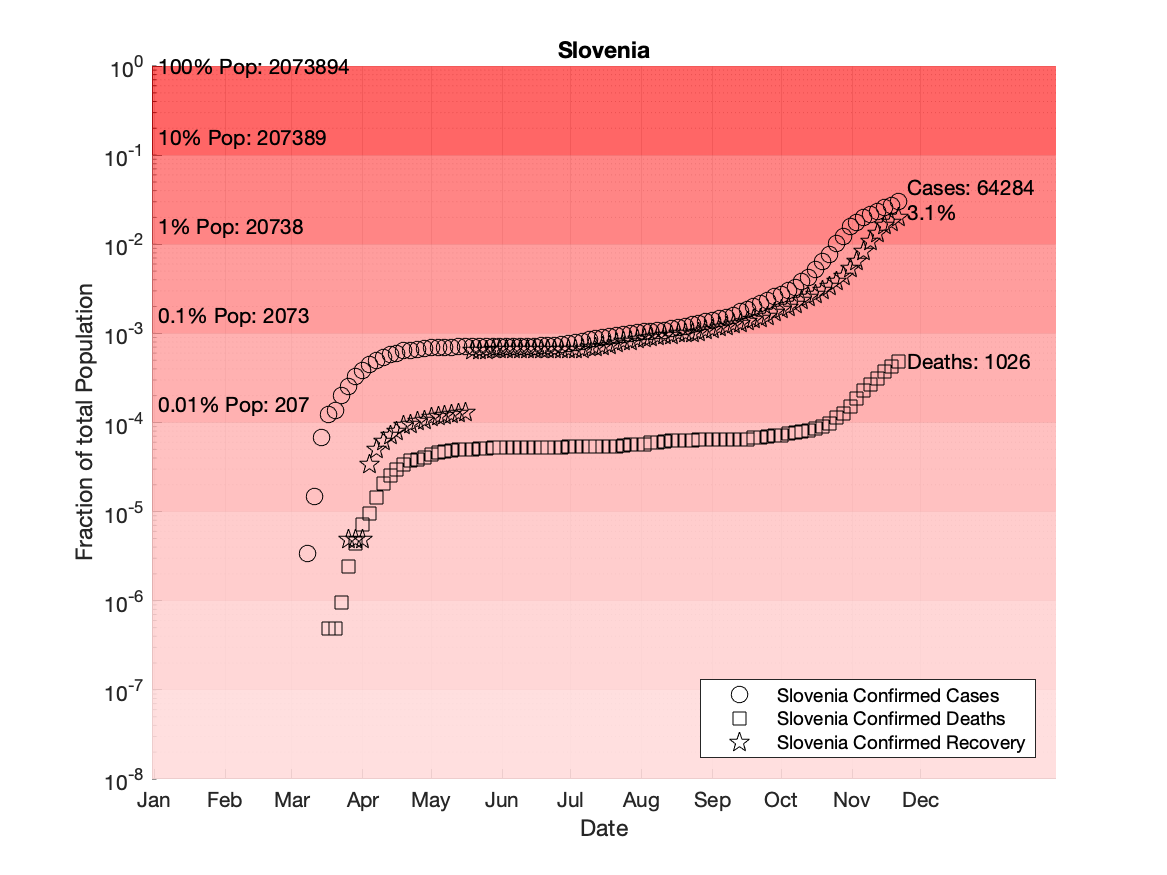 Slovenia
10^0
100% Pop: 2073894
10% Pop: 207389
10^-1
Cases: 64284
3.1%
1% Pop: 20738
10^-2
0.1% Pop: 2073
10^-3
Deaths: 1026
0.01% Pop: 207
10^-4
10^-5
10^-6
10^-7
10^-8
Fraction of total Population
Slovenia Confirmed Cases
Slovenia Confirmed Deaths
Slovenia Confirmed Recovery
Jan Feb Mar Apr May Jun Jul Aug Sep Oct Nov Dec
Date